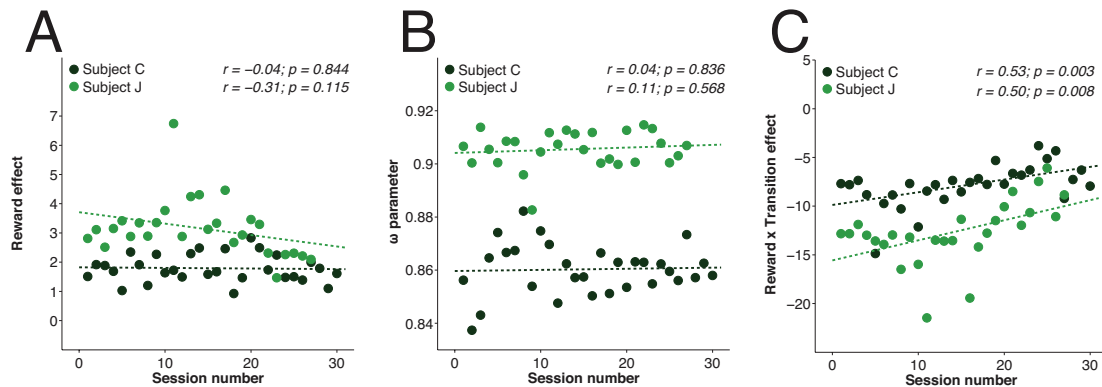 A
Subject C
Subject J
r = −0.04; p = 0.844
r = −0.31; p = 0.115
Reward effect
7
6
5
4
3
2
1
0
0 10 20 30
Session number
B
Subject C
Subject J
r = 0.04; p = 0.836
r = 0.11; p = 0.568
ω parameter
0.92
0.9
0.88
0.86
0.84
0 10 20 30
Session number
C
Subject C
Subject J
r = 0.53; p = 0.003
r = 0.50; p = 0.008
Reward x Transition effect
5
0
−5
−10
−15
−20
0 10 20 30
Session number